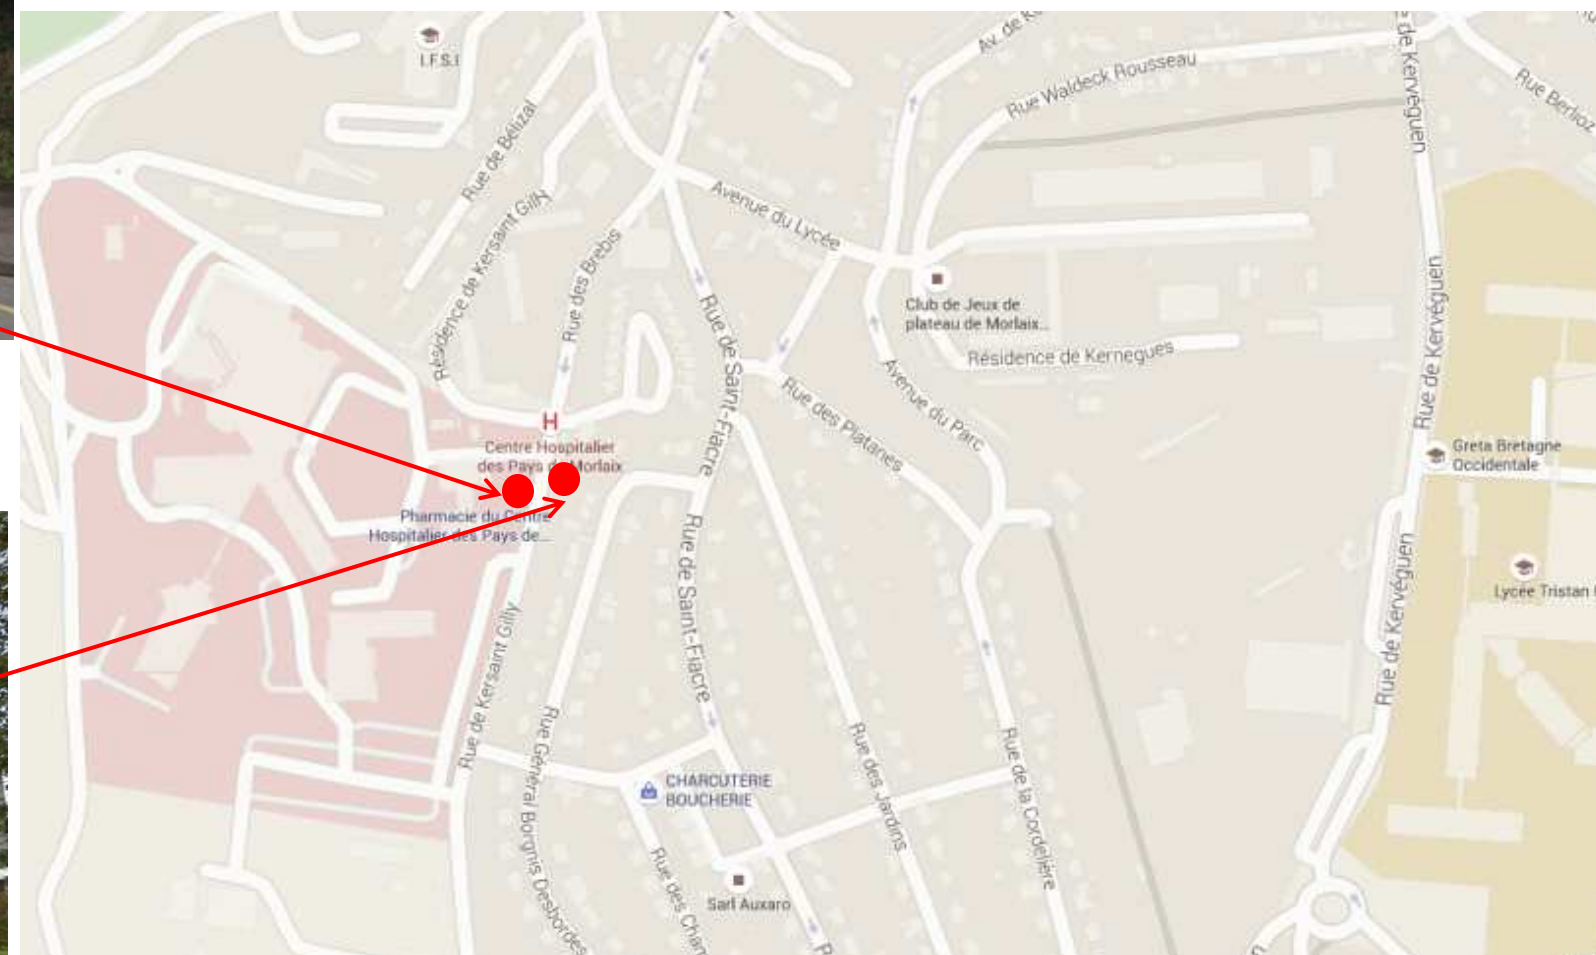 I.F.S.I
Av. de
Rue Waldeck Rousseau
de Kervéguen
Rue Berlioz
Rue de Bélizal
Résidence de Kersaint Gilly
Rue des Brebis
Avenue du Lycée
Club de Jeux de
plateau de Morlaix...
Résidence de Kernegues
Rue de Kervéguen
Rue de Saint-Fiacre
Rue des Platanes
Avenue du Parc
H
Centre Hospitalier
des Pays de Morlaix
Pharmacie du Centre
Hospitalier des Pays de...
Greta Bretagne
Occidentale
Lycée Tristan
Rue de Saint-Fiacre
Rue de Kersaint Gilly
Rue de Kervéguen
Rue Général Borgnis Desbordes
Rue des Jardins
Rue de la Cordelière
CHARCUTERIE
BOUCHERIE
Rue des Cham
Sarl Auxaro
R